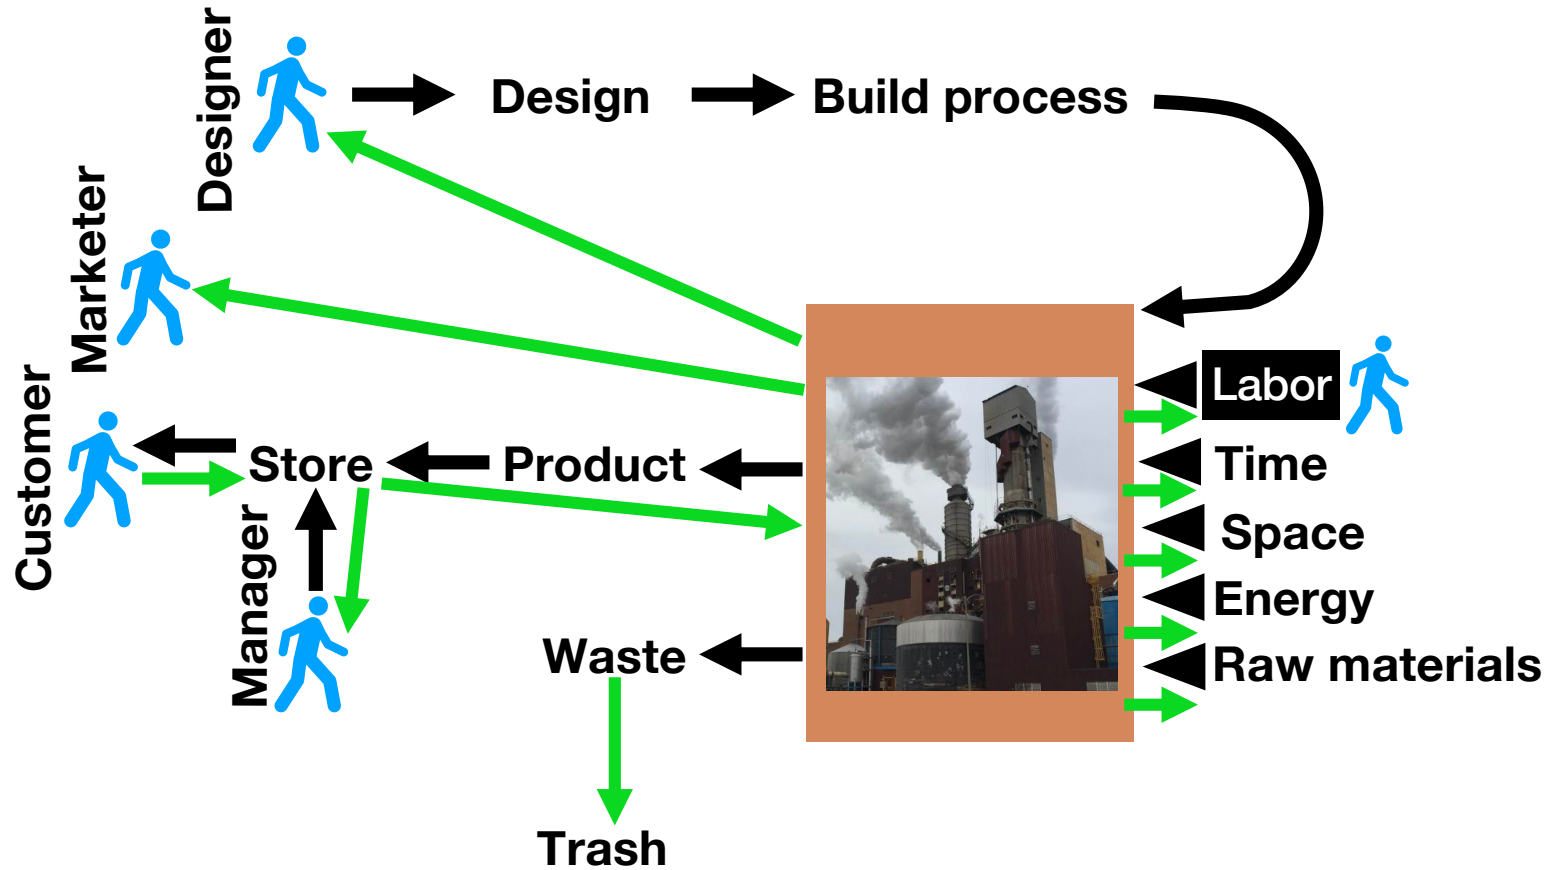 Designer
Design
Build process
Marketer
Labor
Customer
Store
Product
Time
Manager
Space
Energy
Waste
Raw materials
Trash